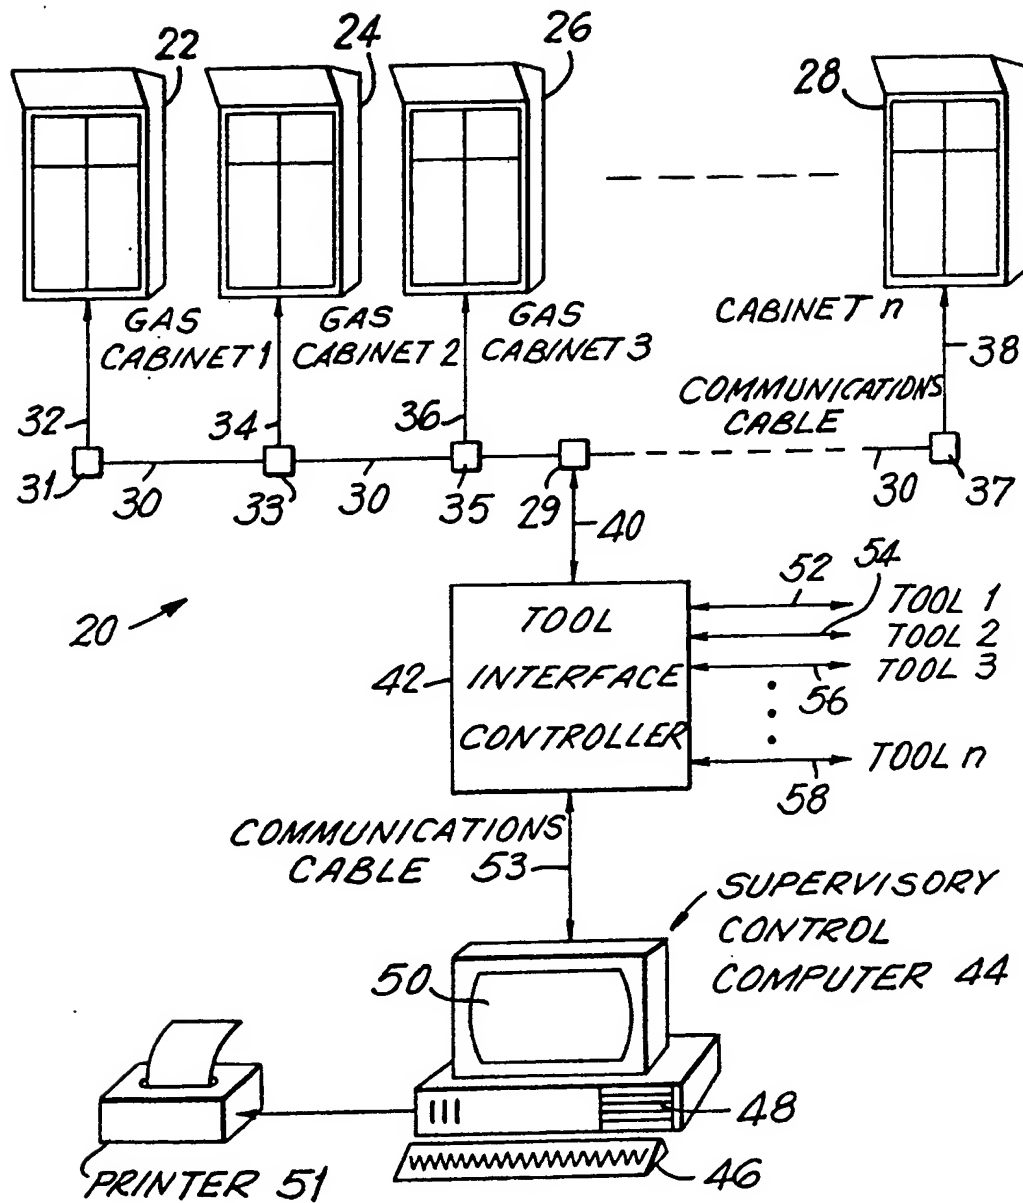 22
24
26
28
GAS CABINET 1
GAS CABINET 2
GAS CABINET 3
CABINET n
38
COMMUNICATIONS CABLE
32
34
36
31
30
33
30
35
29
30
37
40
20
42
TOOL
INTERFACE
CONTROLLER
52
54
TOOL 1
TOOL 2
TOOL 3
56
TOOL n
58
COMMUNICATIONS
CABLE 53
SUPERVISORY
CONTROL
COMPUTER 44
50
48
46
PRINTER 51